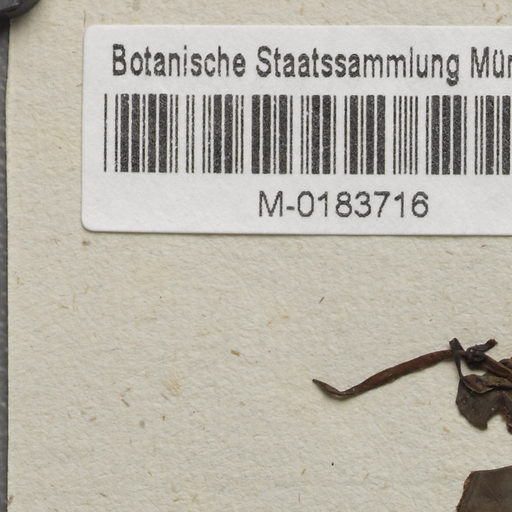 Botanische Staatssammlung Mün
M-0183716